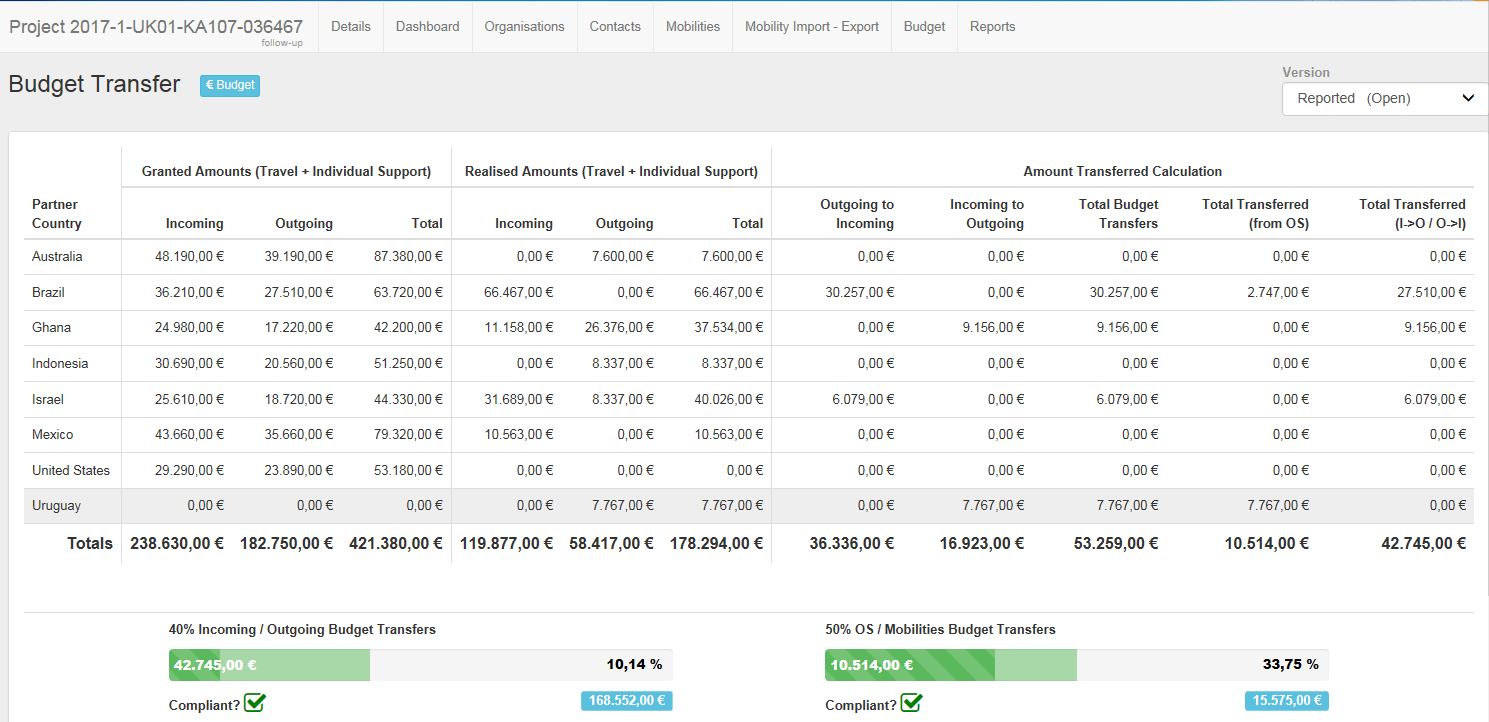 Project 2017-1-UK01-KA107-036467 Details Dashboard Organisations Contacts Mobilities Mobility Import - Export Budget Reports
follow-up
Budget Transfer € Budget
Version
Reported (Open)
Granted Amounts (Travel + Individual Support) Realised Amounts (Travel + Individual Support) Amount Transferred Calculation
Partner Outgoing to Incoming to Total Budget Total Transferred Total Transferred
Country Incoming Outgoing Total Incoming Outgoing Total Incoming Outgoing Transfers (from OS) (I->O / O->I)
Australia 48.190,00 € 39.190,00 € 87.380,00 € 0,00 € 7.600,00 € 7.600,00 € 0,00 € 0,00 € 0,00 € 0,00 € 0,00 €
Brazil 36.210,00 € 27.510,00 € 63.720,00 € 66.467,00 € 0,00 € 66.467,00 € 30.257,00 € 0,00 € 30.257,00 € 2.747,00 € 27.510,00 €
Ghana 24.980,00 € 17.220,00 € 42.200,00 € 11.158,00 € 26.376,00 € 37.534,00 € 0,00 € 9.156,00 € 9.156,00 € 0,00 € 9.156,00 €
Indonesia 30.690,00 € 20.560,00 € 51.250,00 € 0,00 € 8.337,00 € 8.337,00 € 0,00 € 0,00 € 0,00 € 0,00 € 0,00 €
Israel 25.610,00 € 18.720,00 € 44.330,00 € 31.689,00 € 8.337,00 € 40.026,00 € 6.079,00 € 0,00 € 6.079,00 € 0,00 € 6.079,00 €
Mexico 43.660,00 € 35.660,00 € 79.320,00 € 10.563,00 € 0,00 € 10.563,00 € 0,00 € 0,00 € 0,00 € 0,00 € 0,00 €
United States 29.290,00 € 23.890,00 € 53.180,00 € 0,00 € 0,00 € 0,00 € 0,00 € 0,00 € 0,00 € 0,00 € 0,00 €
Uruguay 0,00 € 0,00 € 0,00 € 0,00 € 7.767,00 € 7.767,00 € 0,00 € 7.767,00 € 7.767,00 € 7.767,00 € 0,00 €
Totals 238.630,00 € 182.750,00 € 421.380,00 € 119.877,00 € 58.417,00 € 178.294,00 € 36.336,00 € 16.923,00 € 53.259,00 € 10.514,00 € 42.745,00 €
40% Incoming / Outgoing Budget Transfers 50% OS / Mobilities Budget Transfers
42.745,00 € 10,14 % 10.514,00 € 33,75 %
Compliant? 168.552,00 € Compliant? 15.575,00 €